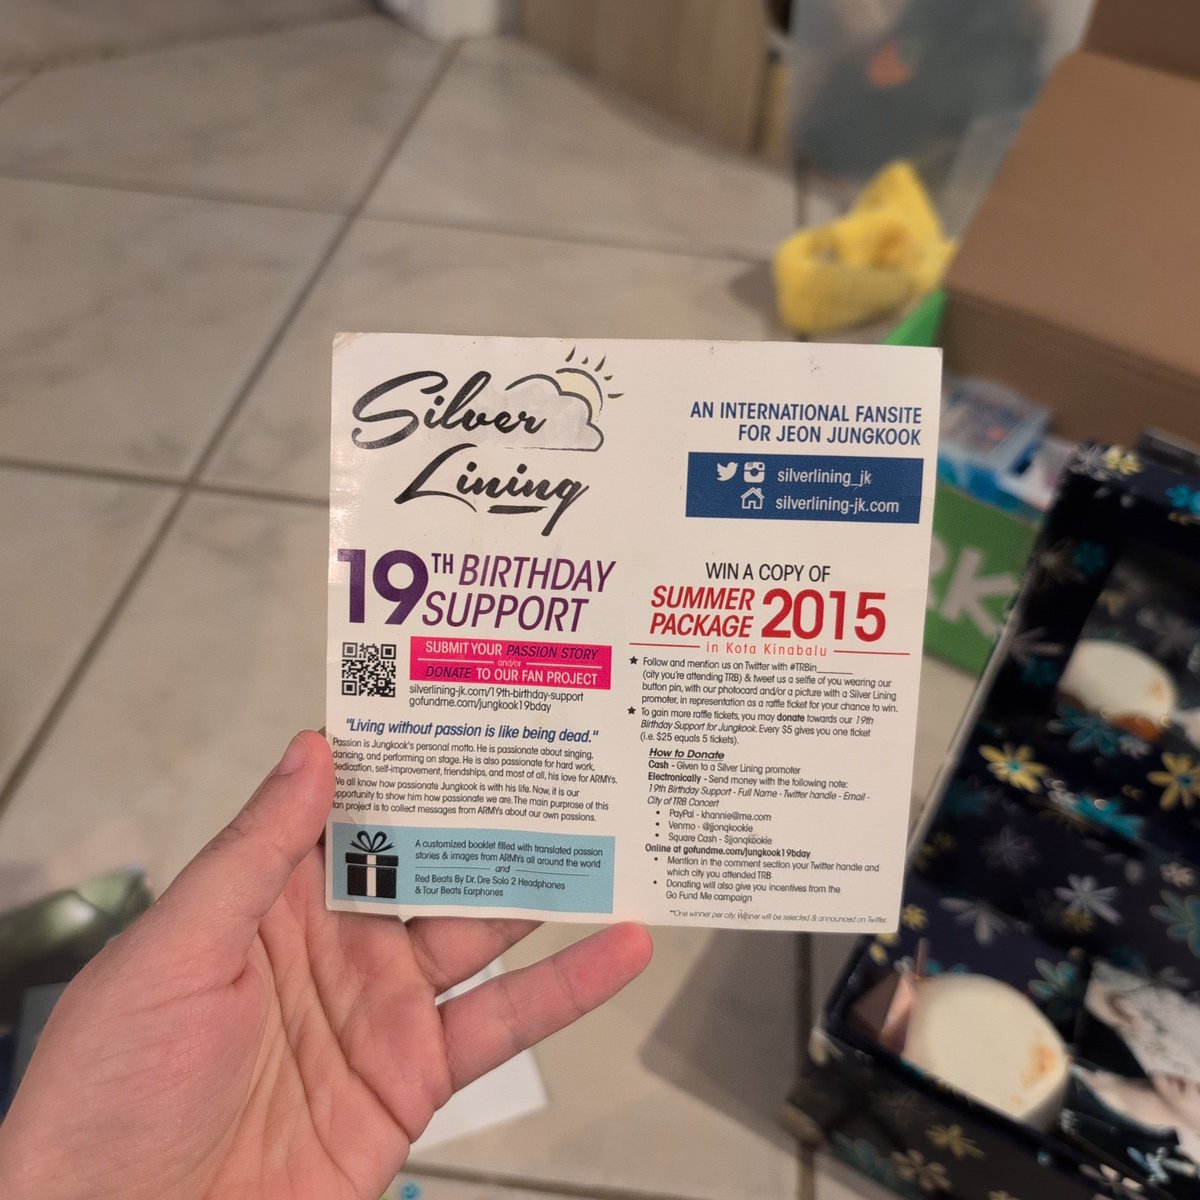 Silver
Lining
AN INTERNATIONAL FANSITE
FOR JEON JUNGKOOK
silverlining_jk
silverlining-jk.com
19TH BIRTHDAY
SUPPORT
SUBMIT YOUR PASSION STORY
and/or
DONATE TO OUR FAN PROJECT
silverlining-jk.com/19th-birthday-support
gofundme.com/jungkook19bday
"Living without passion is like being dead."
Passion is Jungkook's personal motto. He is passionate about singing,
dancing, and performing on stage. He is also passionate for hard work,
dedication, self-improvement, friendships, and most of all, his love for ARMYs.
We all know how passionate Jungkook is with his life. Now, it is our
opportunity to show him how passionate we are. The main purpose of this
fan project is to collect messages from ARMYs about our own passions.
A customized booklet filled with translated passion
stories & images from ARMYs all around the world
and
Red Beats By Dr. Dre Solo 2 Headphones
& Tour Beats Earphones
WIN A COPY OF
SUMMER
PACKAGE 2015
in Kota Kinabalu
★ Follow and mention us on Twitter with #TRBin______
(city you're attending TRB) & tweet us a selfie of you wearing our
button pin, with our photocard and/or a picture with a Silver Lining
promoter, in representation as a raffle ticket for your chance to win.
★ To gain more raffle tickets, you may donate towards our 19th
Birthday Support for Jungkook. Every $5 gives you one ticket
(i.e. $25 equals 5 tickets).
How to Donate
Cash - Given to a Silver Lining promoter
Electronically - Send money with the following note:
19th Birthday Support - Full Name - Twitter handle - Email -
City of TRB Concert
• PayPal - khannie@me.com
• Venmo - @jjonqkookie
• Square Cash - $jjonqkookie
Online at gofundme.com/jungkook19bday
• Mention in the comment section your Twitter handle and
which city you attended TRB
• Donating will also give you incentives from the
Go Fund Me campaign
**One winner per city. Winner will be selected & announced on Twitter.